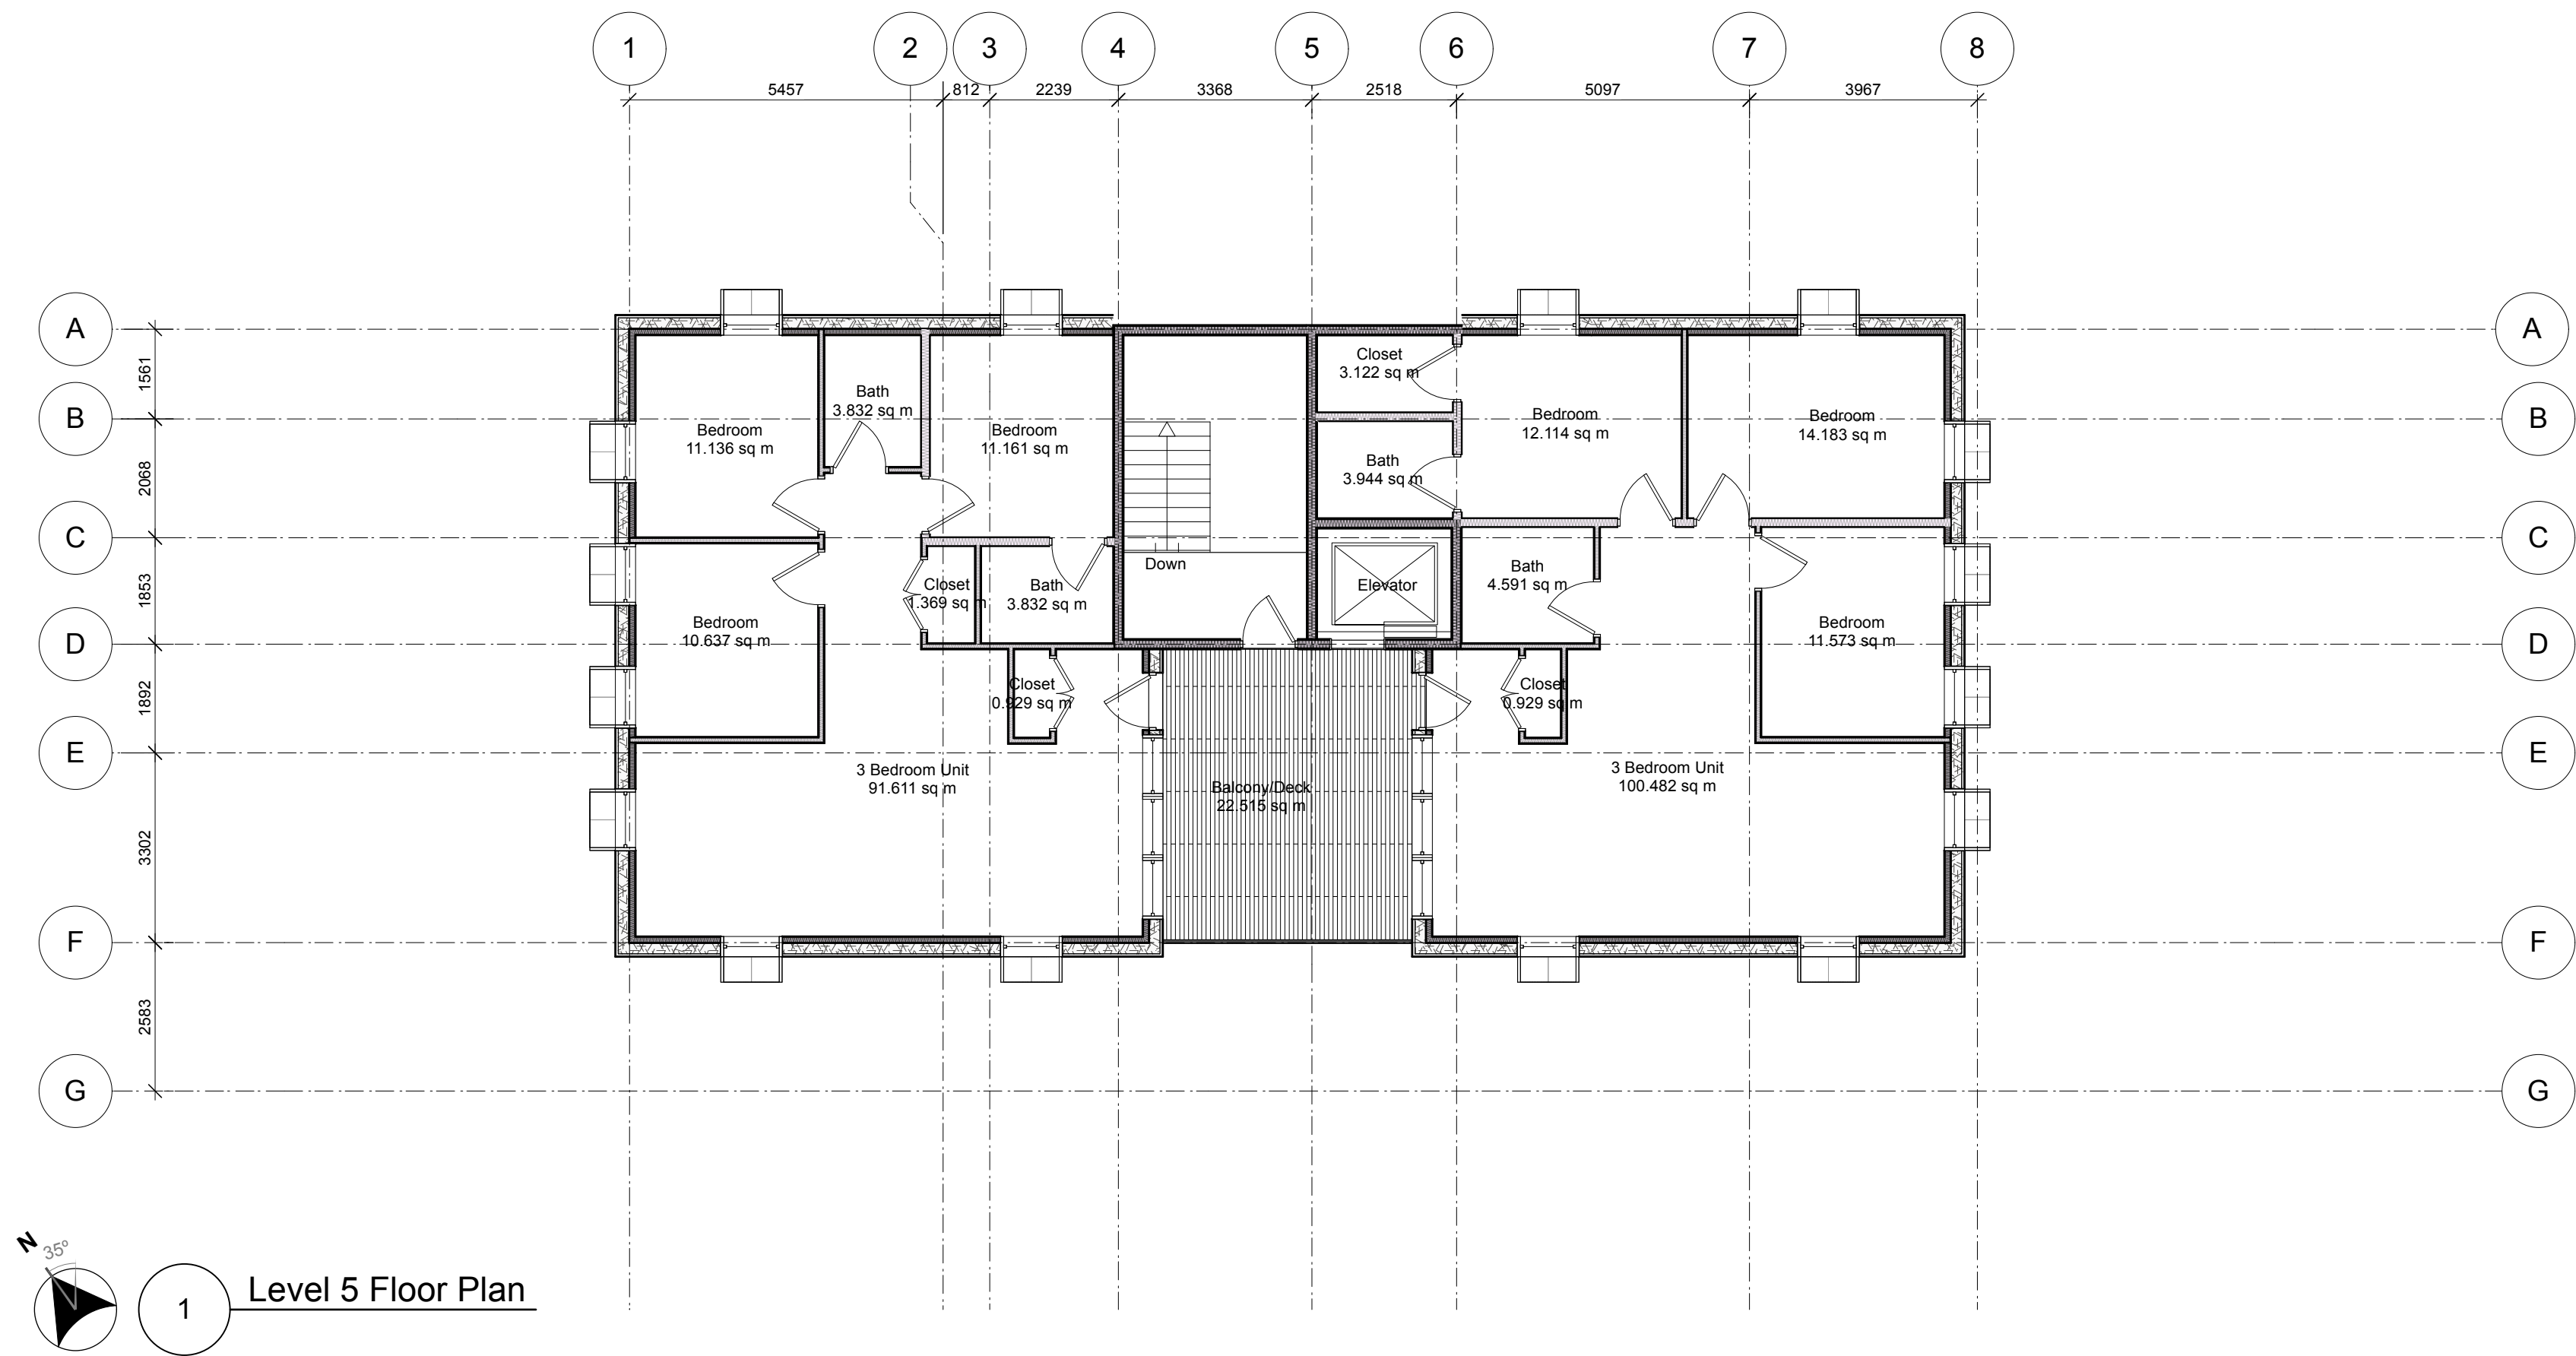 1 2 3 4 5 6 7 8
5457 812 2239 3368 2518 5097 3967
A A
1561
B B
2068
C C
1853
D D
1892
E E
3302
F F
2583
G G
Closet
3.122 sq m
Bath
3.832 sq m
Bedroom
11.136 sq m
Bedroom
11.161 sq m
Bedroom
12.114 sq m
Bedroom
14.183 sq m
Bath
3.944 sq m
Down
Elevator
Closet
1.369 sq m
Bath
3.832 sq m
Bath
4.591 sq m
Bedroom
10.637 sq m
Bedroom
11.573 sq m
Closet
0.929 sq m
Closet
0.929 sq m
3 Bedroom Unit
91.611 sq m
Balcony/Deck
22.515 sq m
3 Bedroom Unit
100.482 sq m
N 35°
1 Level 5 Floor Plan